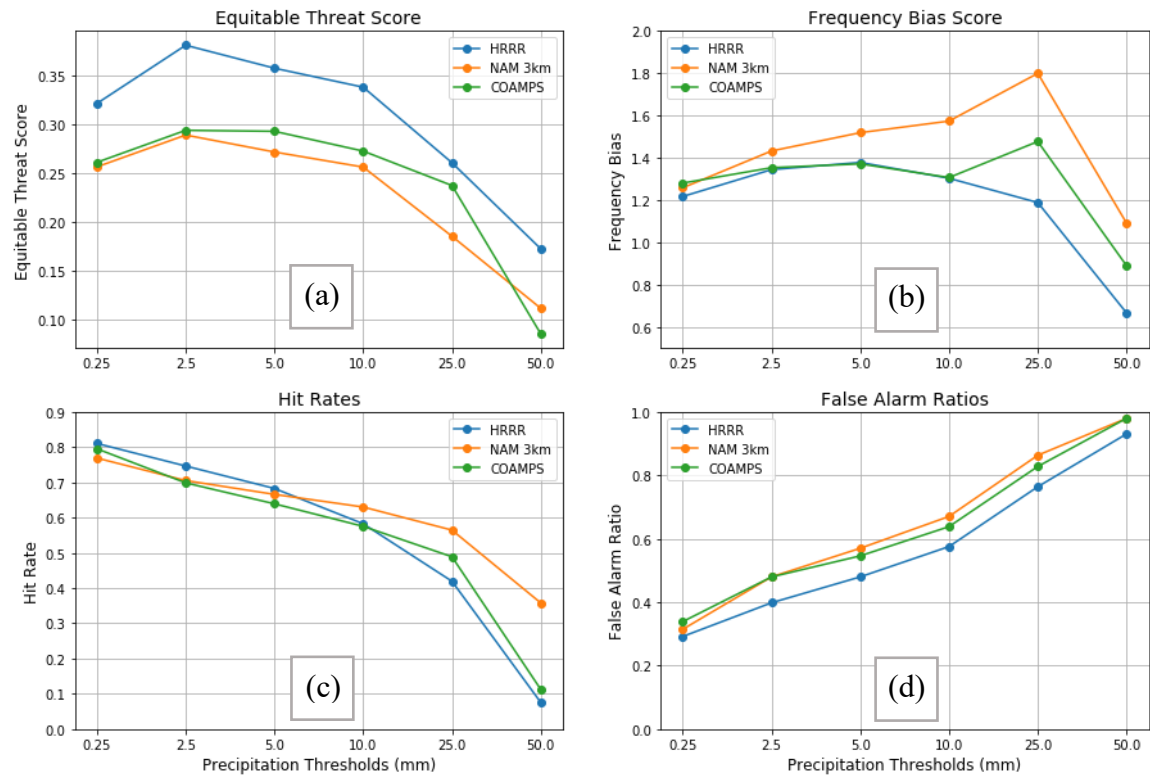 Equitable Threat Score
Equitable Threat Score
0.35
0.30
0.25
0.20
0.15
0.10
HRRR
NAM 3km
COAMPS
(a)
0.25 2.5 5.0 10.0 25.0 50.0
Frequency Bias Score
Frequency Bias
2.0
1.8
1.6
1.4
1.2
1.0
0.8
0.6
HRRR
NAM 3km
COAMPS
(b)
0.25 2.5 5.0 10.0 25.0 50.0
Hit Rates
Hit Rate
0.9
0.8
0.7
0.6
0.5
0.4
0.3
0.2
0.1
0.0
HRRR
NAM 3km
COAMPS
(c)
0.25 2.5 5.0 10.0 25.0 50.0
Precipitation Thresholds (mm)
False Alarm Ratios
False Alarm Ratio
1.0
0.8
0.6
0.4
0.2
0.0
HRRR
NAM 3km
COAMPS
(d)
0.25 2.5 5.0 10.0 25.0 50.0
Precipitation Thresholds (mm)